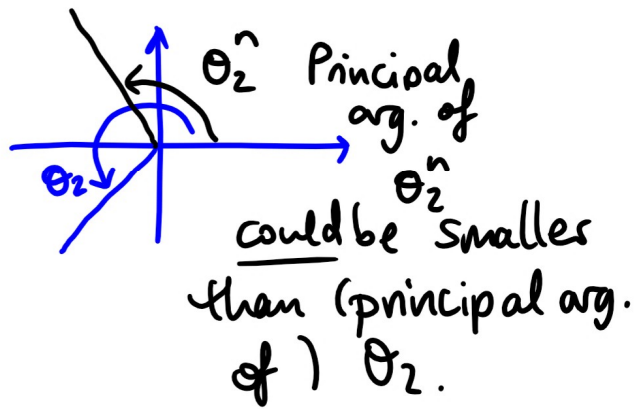 θ₂ⁿ Principal
arg. of
θ₂
θ₂ⁿ
could be smaller
than (principal arg.
of) θ₂.